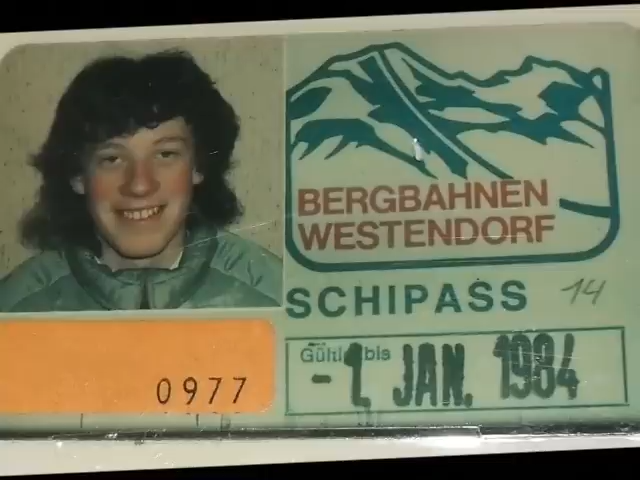 BERGBAHNEN
WESTENDORF
SCHIPASS 14
Gültig bis
-1. JAN. 1984
0977